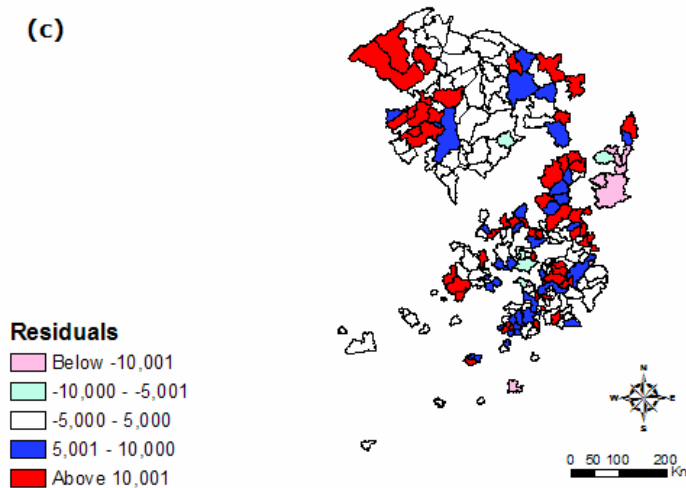 (c)
Residuals
Below -10,001
-10,000 - -5,001
-5,000 - 5,000
5,001 - 10,000
Above 10,001
N
W E
S
0 50 100 200
Km